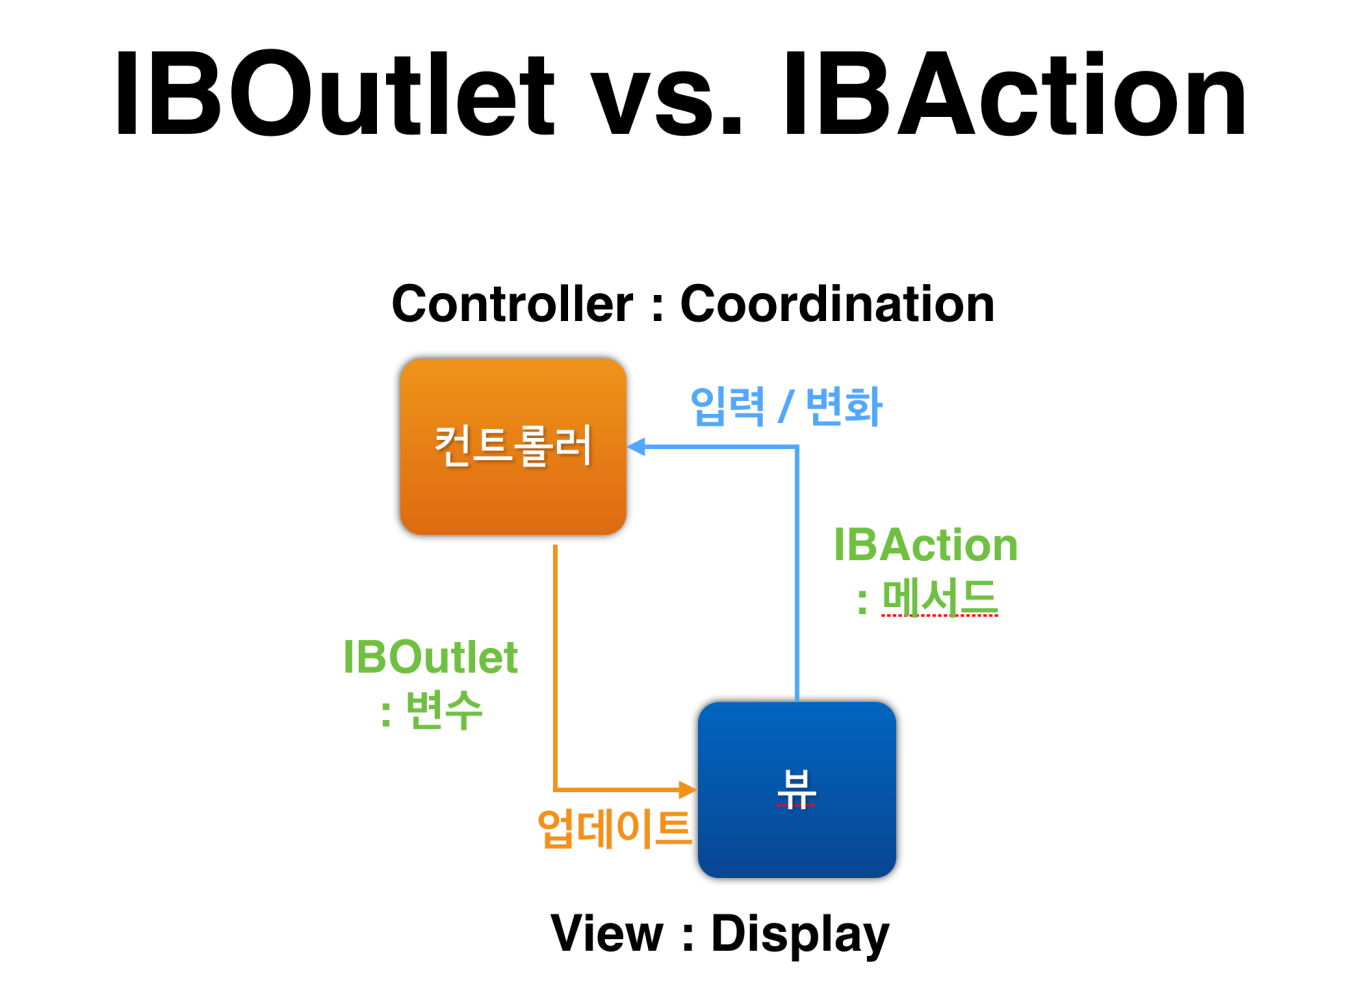 IBOutlet vs. IBAction
Controller : Coordination
컨트롤러
입력 / 변화
IBAction
: 메서드
IBOutlet
: 변수
업데이트
뷰
View : Display